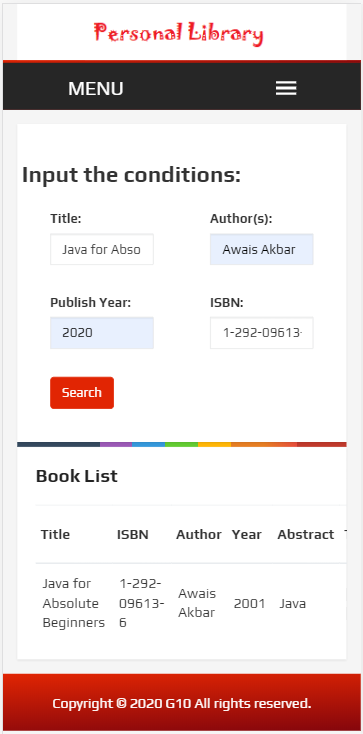 Personal Library
MENU
Input the conditions:
Title: Author(s):
Java for Abso Awais Akbar
Publish Year: ISBN:
2020 1-292-09613-
Search
Book List
Title ISBN Author Year Abstract
Java for Absolute Beginners 1-292-09613-6 Awais Akbar 2001 Java
Copyright © 2020 G10 All rights reserved.